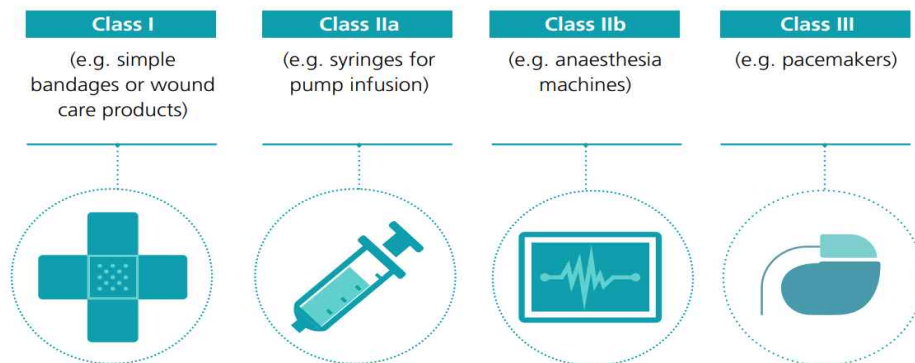 Class I
(e.g. simple
bandages or wound
care products)
Class IIa
(e.g. syringes for
pump infusion)
Class IIb
(e.g. anaesthesia
machines)
Class III
(e.g. pacemakers)